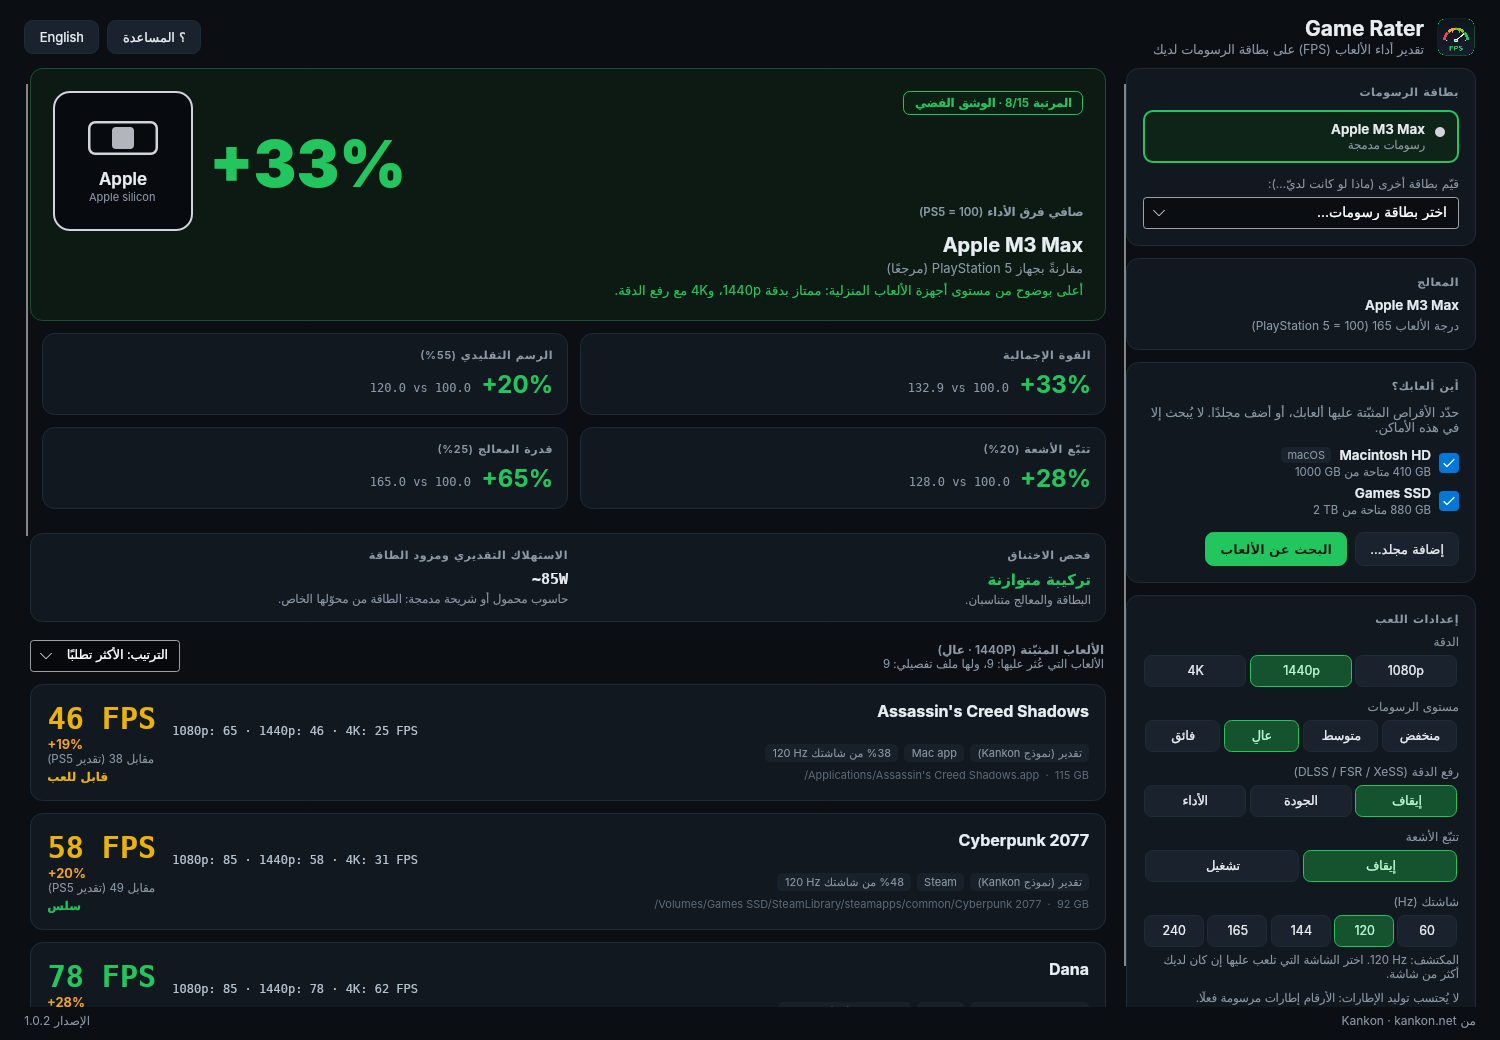 Game Rater
تقدير أداء الألعاب (FPS) على بطاقة الرسومات لديك
؟ المساعدة
English
بطاقة الرسومات
Apple M3 Max
رسومات مدمجة
قيّم بطاقة أخرى (ماذا لو كانت لديّ...):
اختر بطاقة رسومات...
المعالج
Apple M3 Max
درجة الألعاب 165 (PlayStation 5 = 100)
أين ألعابك؟
حدّد الأقراص المثبّتة عليها ألعابك، أو أضف مجلدًا. لا يُبحث إلا
في هذه الأماكن.
Macintosh HD macOS
410 GB متاحة من 1000 GB
Games SSD
880 GB متاحة من 2 TB
إضافة مجلد...
البحث عن الألعاب
إعدادات اللعب
الدقة
1080p 1440p 4K
مستوى الرسومات
منخفض متوسط عالٍ فائق
رفع الدقة (DLSS / FSR / XeSS)
إيقاف الجودة الأداء
تتبّع الأشعة
إيقاف تشغيل
شاشتك (Hz)
60 120 144 165 240
المكتشف: 120 Hz. اختر الشاشة التي تلعب عليها إن كان لديك
أكثر من شاشة.
لا يُحتسب توليد الإطارات: الأرقام إطارات مرسومة فعلًا.
المرتبة 8/15 · الوشق الفضي
+33%
Apple
Apple silicon
صافي فرق الأداء (PS5 = 100)
Apple M3 Max
مقارنةً بجهاز PlayStation 5 (مرجعًا)
أعلى بوضوح من مستوى أجهزة الألعاب المنزلية: ممتاز بدقة 1440p، و4K مع رفع الدقة.
القوة الإجمالية
+33% 132.9 vs 100.0
الرسم التقليدي (55%)
+20% 120.0 vs 100.0
تتبّع الأشعة (20%)
+28% 128.0 vs 100.0
قدرة المعالج (25%)
+65% 165.0 vs 100.0
فحص الاختناق
تركيبة متوازنة
البطاقة والمعالج متناسبان.
الاستهلاك التقديري ومزود الطاقة
~85W
حاسوب محمول أو شريحة مدمجة: الطاقة من محوّلها الخاص.
الألعاب المثبّتة (1440P · عالٍ)
الألعاب التي عُثر عليها: 9، ولها ملف تفصيلي: 9
الترتيب: الأكثر تطلبًا
Assassin's Creed Shadows
تقدير (نموذج Kankon) Mac app 38% من شاشتك 120 Hz
/Applications/Assassin's Creed Shadows.app · 115 GB
1080p: 65 · 1440p: 46 · 4K: 25 FPS
46 FPS
+19%
مقابل 38 (تقدير PS5)
قابل للعب
Cyberpunk 2077
تقدير (نموذج Kankon) Steam 48% من شاشتك 120 Hz
/Volumes/Games SSD/SteamLibrary/steamapps/common/Cyberpunk 2077 · 92 GB
1080p: 85 · 1440p: 58 · 4K: 31 FPS
58 FPS
+20%
مقابل 49 (تقدير PS5)
سلس
Dana
1080p: 85 · 1440p: 78 · 4K: 62 FPS
78 FPS
+28%
من Kankon · kankon.net
الإصدار 1.0.2